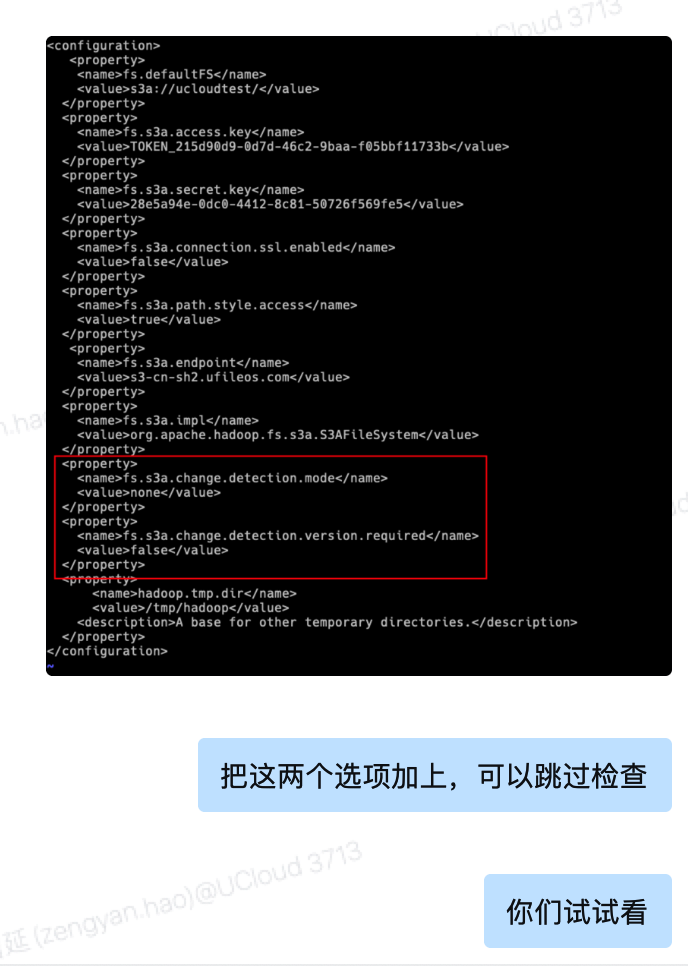 UCloud 3713
<configuration>
<property>
<name>fs.defaultFS</name>
<value>s3a://ucloudtest/</value>
</property>
<property>
<name>fs.s3a.access.key</name>
<value>TOKEN_215d90d9-0d7d-46c2-9baa-f05bbf11733b</value>
</property>
<property>
<name>fs.s3a.secret.key</name>
<value>28e5a94e-0dc0-4412-8c81-50726f569fe5</value>
</property>
<property>
<name>fs.s3a.connection.ssl.enabled</name>
<value>false</value>
</property>
<property>
<name>fs.s3a.path.style.access</name>
<value>true</value>
</property>
<property>
<name>fs.s3a.endpoint</name>
<value>s3-cn-sh2.ufileos.com</value>
</property>
<property>
<name>fs.s3a.impl</name>
<value>org.apache.hadoop.fs.s3a.S3AFileSystem</value>
</property>
<property>
<name>fs.s3a.change.detection.mode</name>
<value>none</value>
</property>
<property>
<name>fs.s3a.change.detection.version.required</name>
<value>false</value>
</property>
<property>
<name>hadoop.tmp.dir</name>
<value>/tmp/hadoop</value>
<description>A base for other temporary directories.</description>
</property>
</configuration>
~
把这两个选项加上，可以跳过检查
延 (zengyan.hao)@UCloud 3713
你们试试看